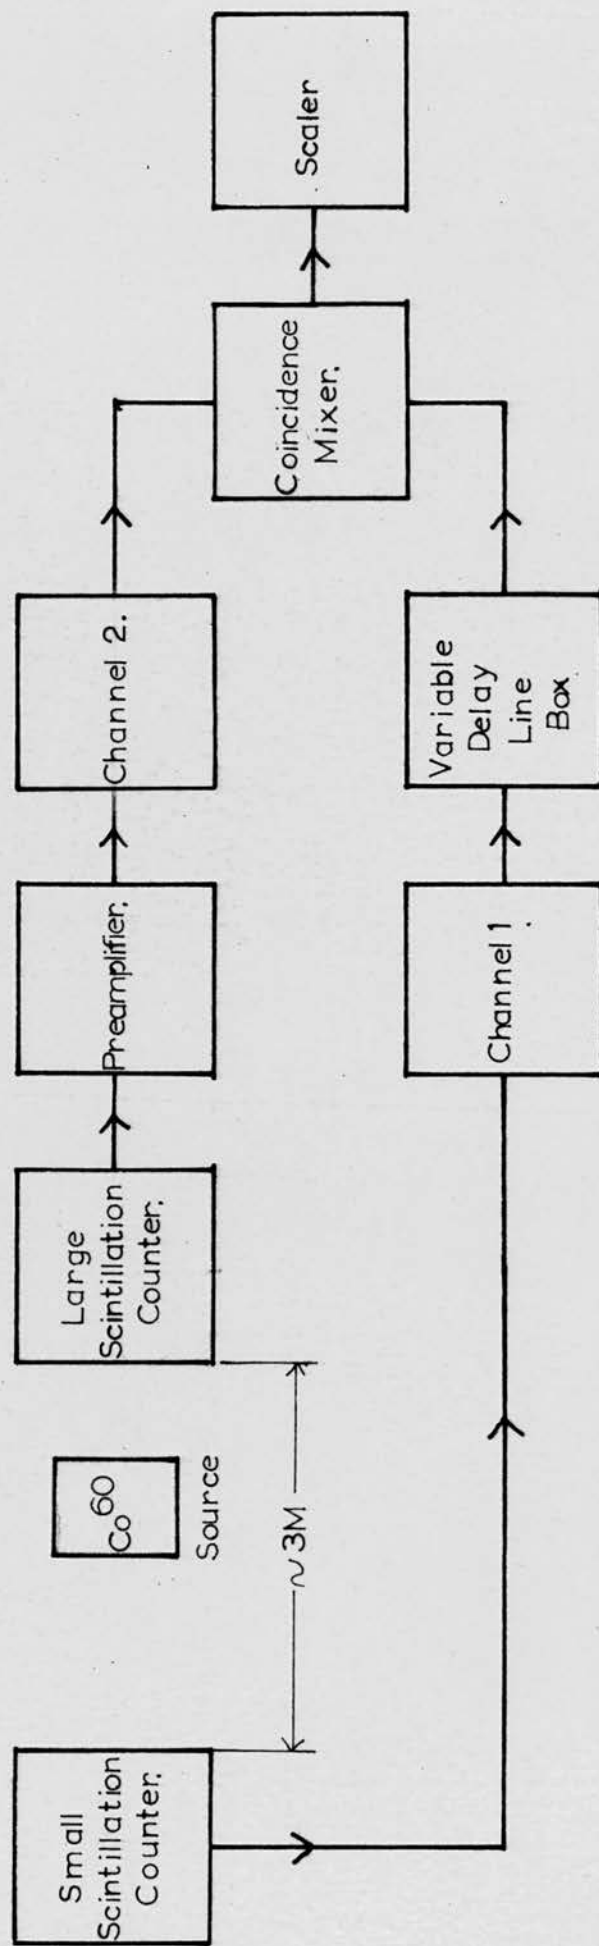 Small
Scintillation
Counter.
Co⁶⁰
Source
~3M
Large
Scintillation
Counter.
Preamplifier.
Channel 2.
Channel 1.
Variable
Delay
Line
Box
Coincidence
Mixer.
Scaler